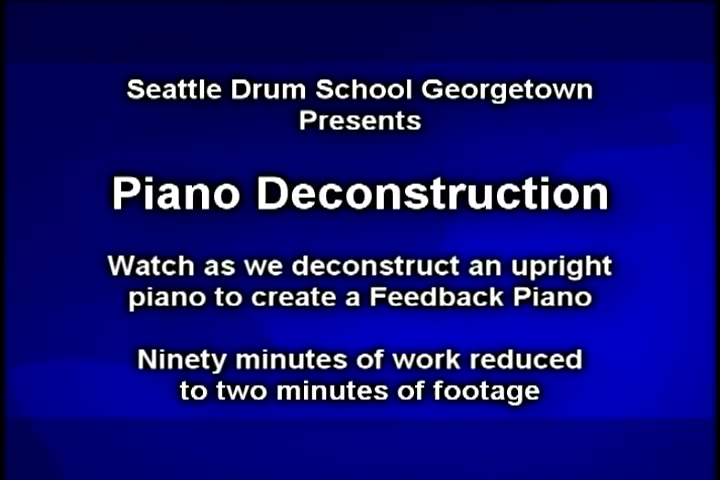 Seattle Drum School Georgetown
Presents
Piano Deconstruction
Watch as we deconstruct an upright
piano to create a Feedback Piano
Ninety minutes of work reduced
to two minutes of footage